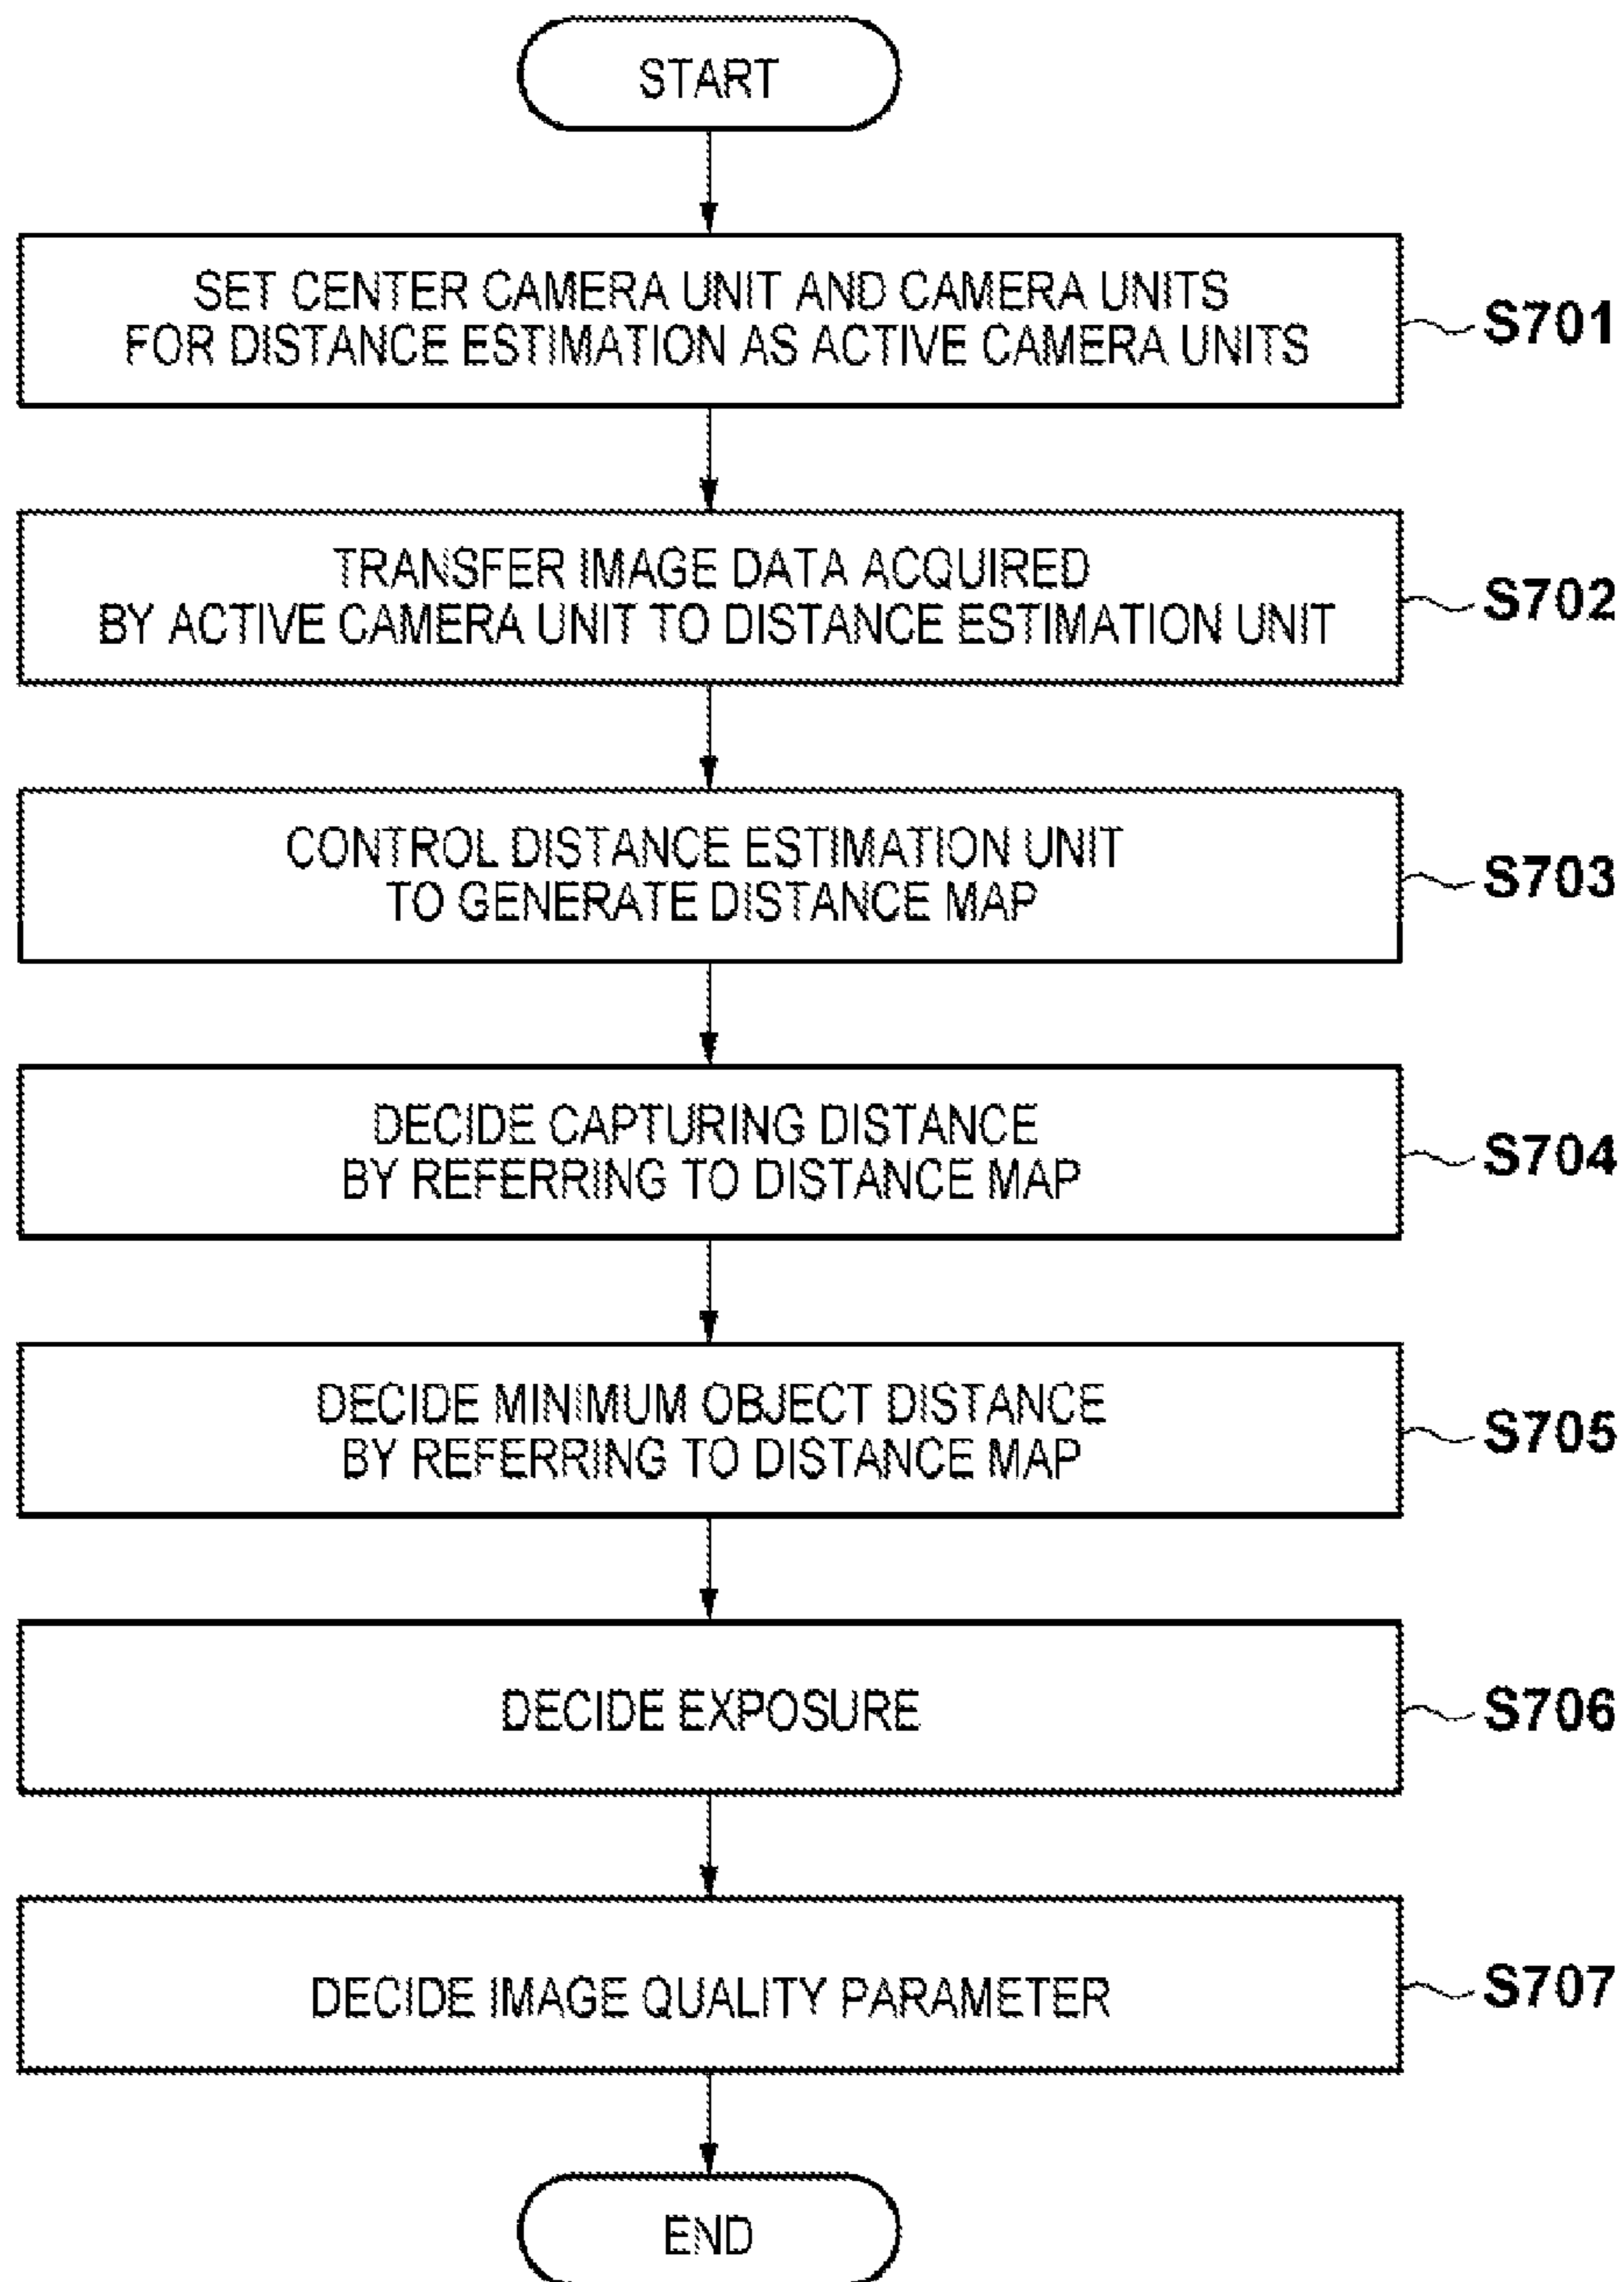 START
SET CENTER CAMERA UNIT AND CAMERA UNITS
FOR DISTANCE ESTIMATION AS ACTIVE CAMERA UNITS
S701
TRANSFER IMAGE DATA ACQUIRED
BY ACTIVE CAMERA UNIT TO DISTANCE ESTIMATION UNIT
S702
CONTROL DISTANCE ESTIMATION UNIT
TO GENERATE DISTANCE MAP
S703
DECIDE CAPTURING DISTANCE
BY REFERRING TO DISTANCE MAP
S704
DECIDE MINIMUM OBJECT DISTANCE
BY REFERRING TO DISTANCE MAP
S705
DECIDE EXPOSURE
S706
DECIDE IMAGE QUALITY PARAMETER
S707
END